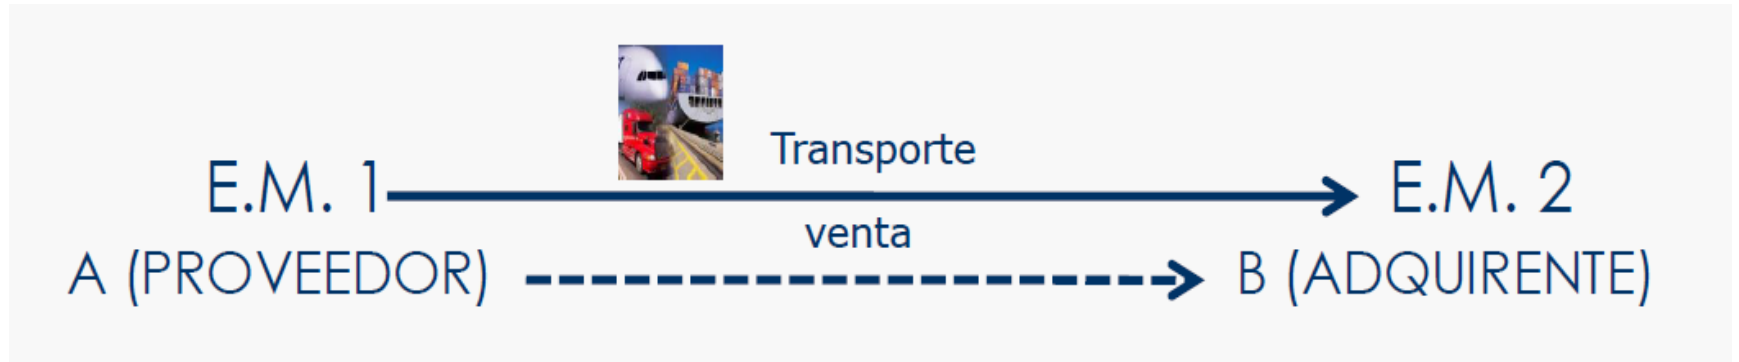 Transporte
E.M. 1
E.M. 2
venta
A (PROVEEDOR)
B (ADQUIRENTE)